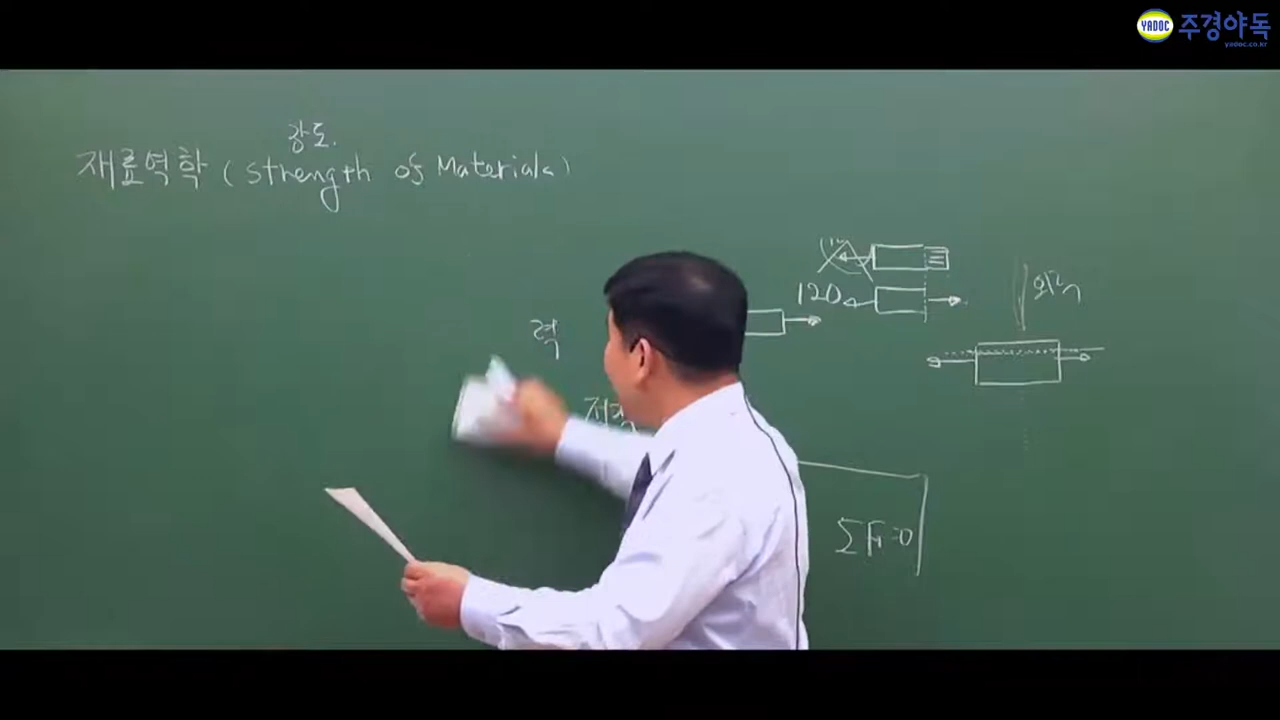 YADOC 주경야독
yadoc.co.kr
강도.
재료역학 (Strength of Materials)
120
력
ΣFi=0